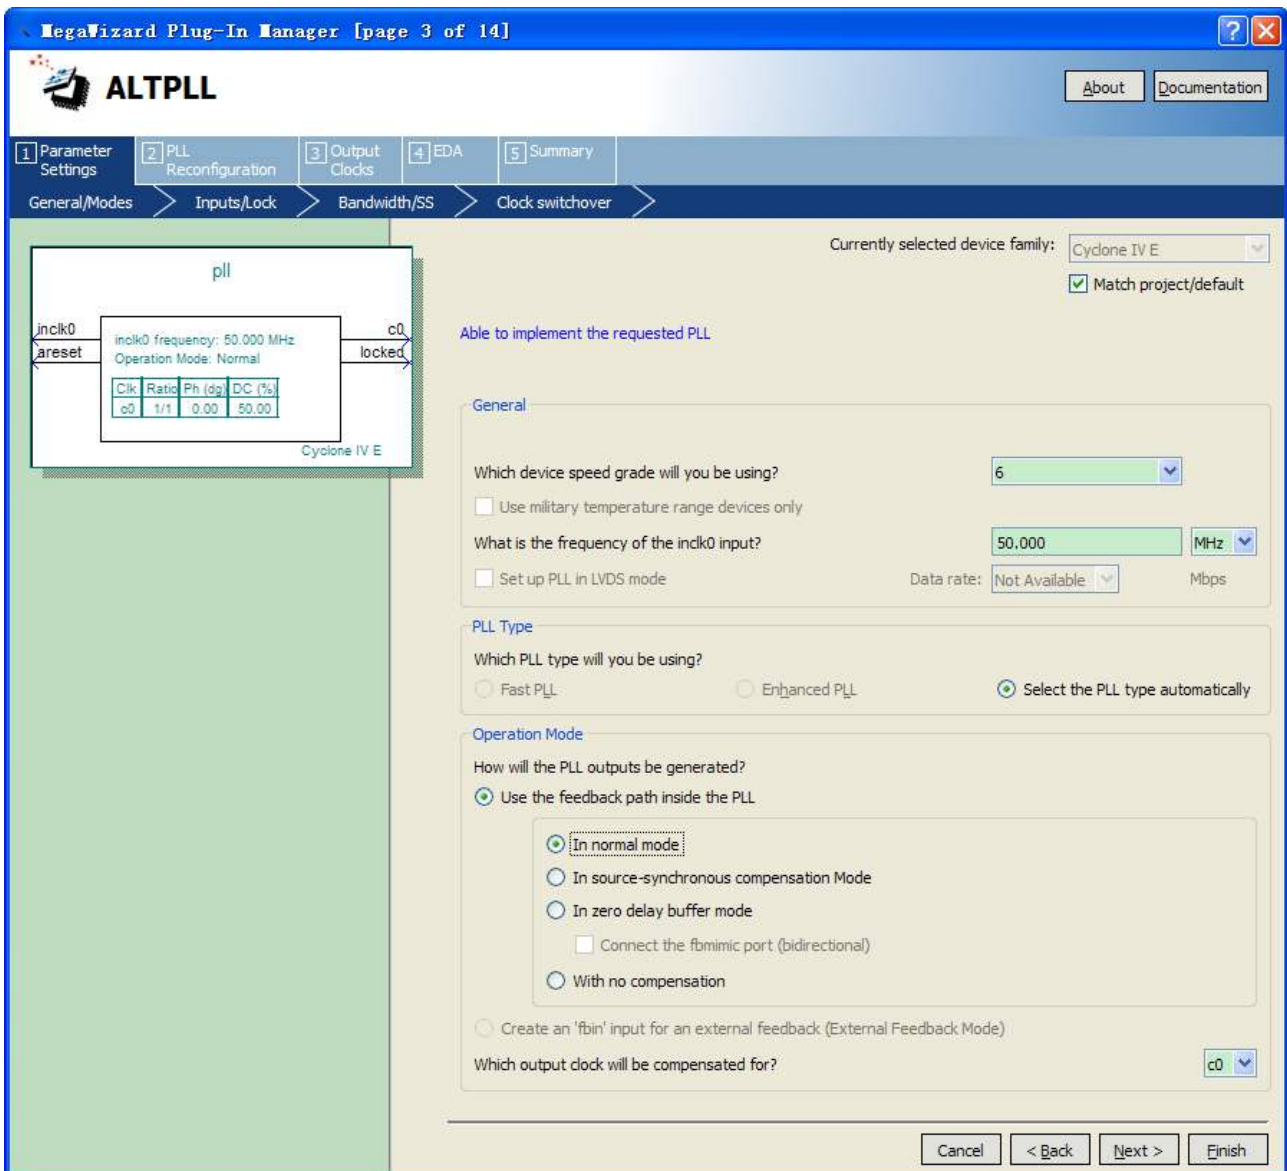 MegaWizard Plug-In Manager [page 3 of 14]
ALTPLL
About
Documentation
1 Parameter Settings
2 PLL Reconfiguration
3 Output Clocks
4 EDA
5 Summary
General/Modes
Inputs/Lock
Bandwidth/SS
Clock switchover
pll
inclk0
areset
c0
locked
inclk0 frequency: 50.000 MHz
Operation Mode: Normal
Clk Ratio Ph (dg) DC (%)
c0 1/1 0.00 50.00
Cyclone IV E
Currently selected device family: Cyclone IV E
Match project/default
Able to implement the requested PLL
General
Which device speed grade will you be using? 6
Use military temperature range devices only
What is the frequency of the inclk0 input? 50.000 MHz
Set up PLL in LVDS mode Data rate: Not Available Mbps
PLL Type
Which PLL type will you be using?
Fast PLL Enhanced PLL Select the PLL type automatically
Operation Mode
How will the PLL outputs be generated?
Use the feedback path inside the PLL
In normal mode
In source-synchronous compensation Mode
In zero delay buffer mode
Connect the fbmimic port (bidirectional)
With no compensation
Create an 'fbin' input for an external feedback (External Feedback Mode)
Which output clock will be compensated for? c0
Cancel < Back Next > Finish